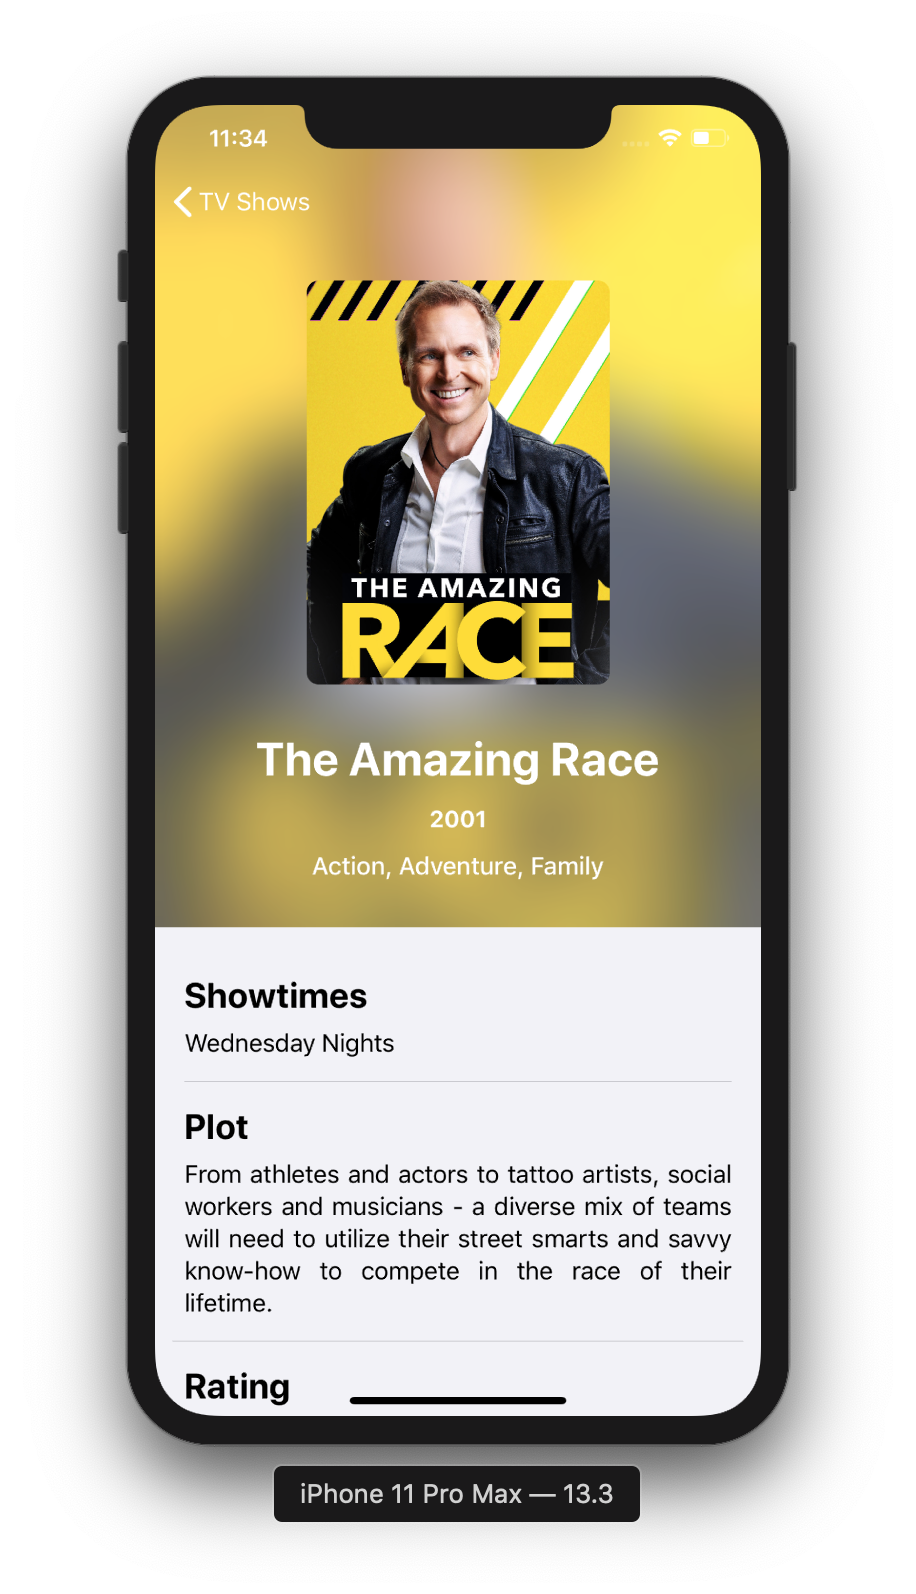 11:34
TV Shows
THE AMAZING
RACE
The Amazing Race
2001
Action, Adventure, Family
Showtimes
Wednesday Nights
Plot
From athletes and actors to tattoo artists, social
workers and musicians - a diverse mix of teams
will need to utilize their street smarts and savvy
know-how to compete in the race of their
lifetime.
Rating
iPhone 11 Pro Max — 13.3